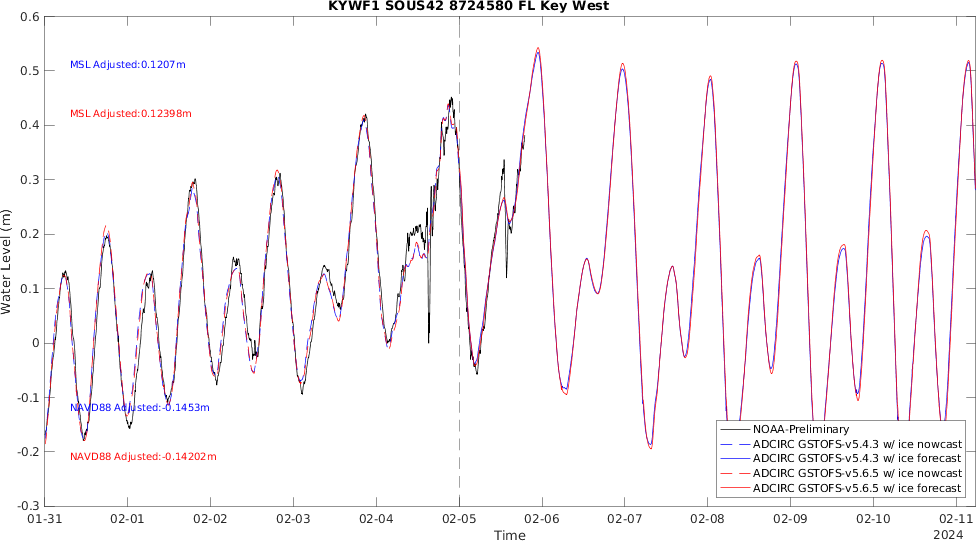 KYWF1 SOUS42 8724580 FL Key West
0.6
0.5
0.4
0.3
0.2
0.1
0
-0.1
-0.2
-0.3
Water Level (m)
MSL Adjusted:0.1207m
MSL Adjusted:0.12398m
NAVD88 Adjusted:-0.1453m
NAVD88 Adjusted:-0.14202m
NOAA-Preliminary
ADCIRC GSTOFS-v5.4.3 w/ ice nowcast
ADCIRC GSTOFS-v5.4.3 w/ ice forecast
ADCIRC GSTOFS-v5.6.5 w/ ice nowcast
ADCIRC GSTOFS-v5.6.5 w/ ice forecast
01-31 02-01 02-02 02-03 02-04 02-05 02-06 02-07 02-08 02-09 02-10 02-11
Time
2024